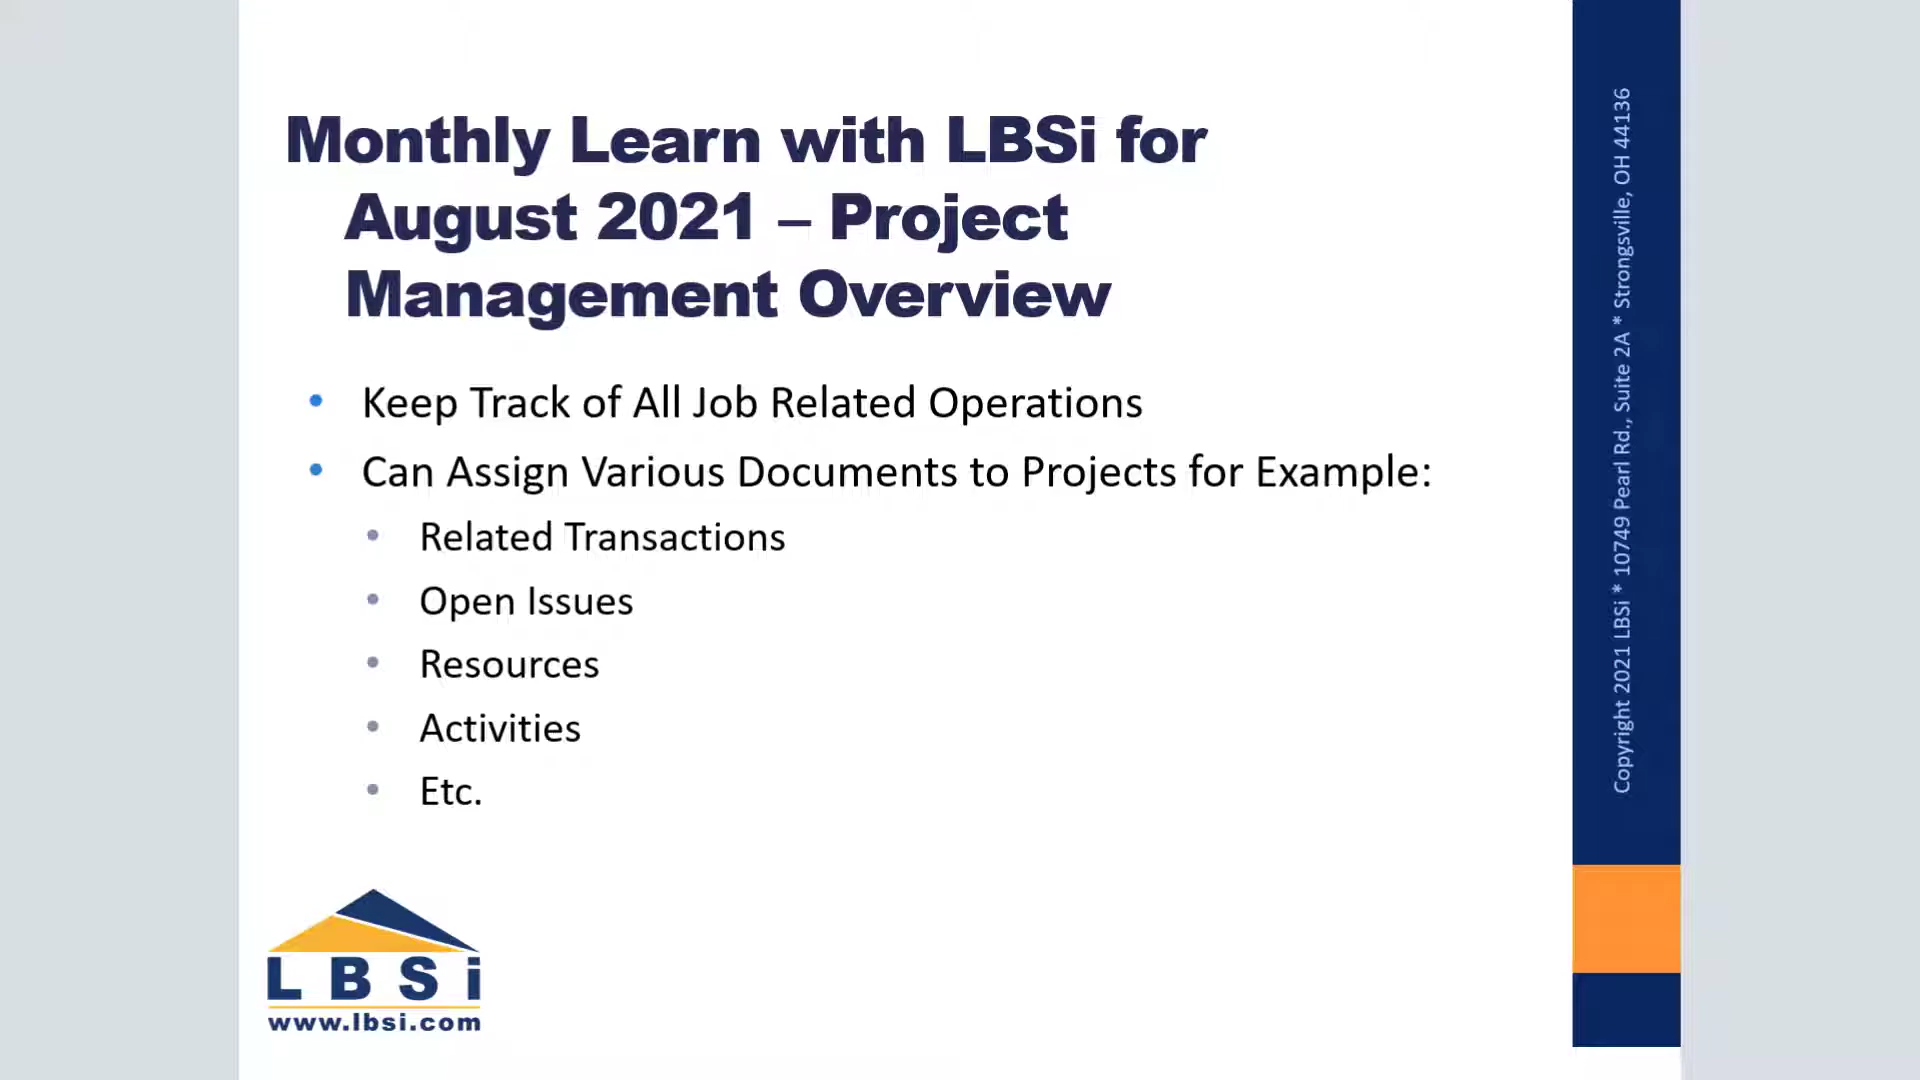 Monthly Learn with LBSi for
August 2021 – Project
Management Overview
• Keep Track of All Job Related Operations
• Can Assign Various Documents to Projects for Example:
• Related Transactions
• Open Issues
• Resources
• Activities
• Etc.
LBSi
www.lbsi.com
Copyright 2021 LBSi * 10749 Pearl Rd., Suite 2A * Strongsville, OH 44136